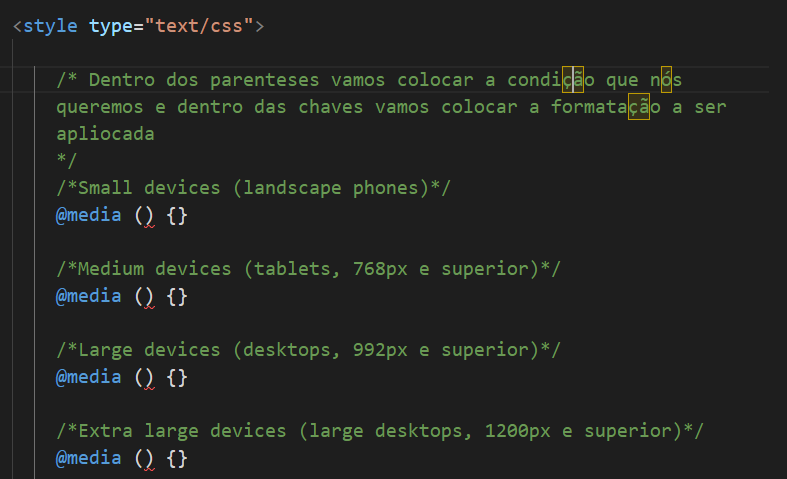 <style type="text/css">
/* Dentro dos parenteses vamos colocar a condição que nós
queremos e dentro das chaves vamos colocar a formatação a ser
apliocada
*/
/*Small devices (landscape phones)*/
@media () {}
/*Medium devices (tablets, 768px e superior)*/
@media () {}
/*Large devices (desktops, 992px e superior)*/
@media () {}
/*Extra large devices (large desktops, 1200px e superior)*/
@media () {}